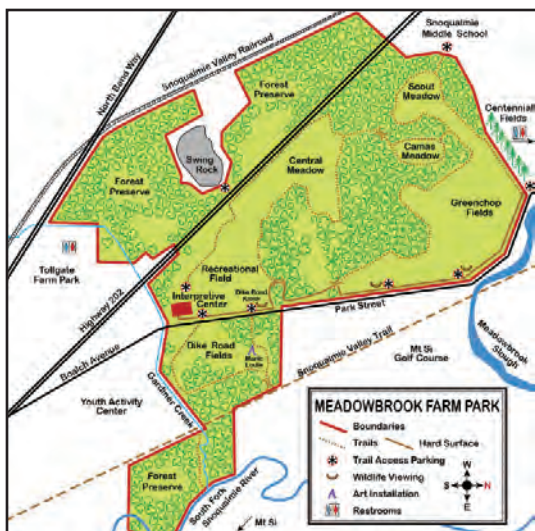 Snoqualmie
Middle School
North Bend Way
Snoqualmie Valley Railroad
Forest
Preserve
Scout
Meadow
Centennial
Fields
Swing
Rock
Central
Meadow
Camas
Meadow
Forest
Preserve
Greenchop
Fields
Tollgate
Farm Park
Highway 202
Recreational
Field
Interpretive
Center
Dike Road
Park Street
Boalch Avenue
Dike Road
Fields
Snoqualmie Valley Trail
Mt Si
Golf Course
Meadowbrook
Slough
Youth Activity
Center
Gardiner Creek
Forest
Preserve
South Fork
Snoqualmie River
Mt Si
MEADOWBROOK FARM PARK
Boundaries
Trails
Hard Surface
Trail Access Parking
Wildlife Viewing
Art Installation
Restrooms
W
S
N
E